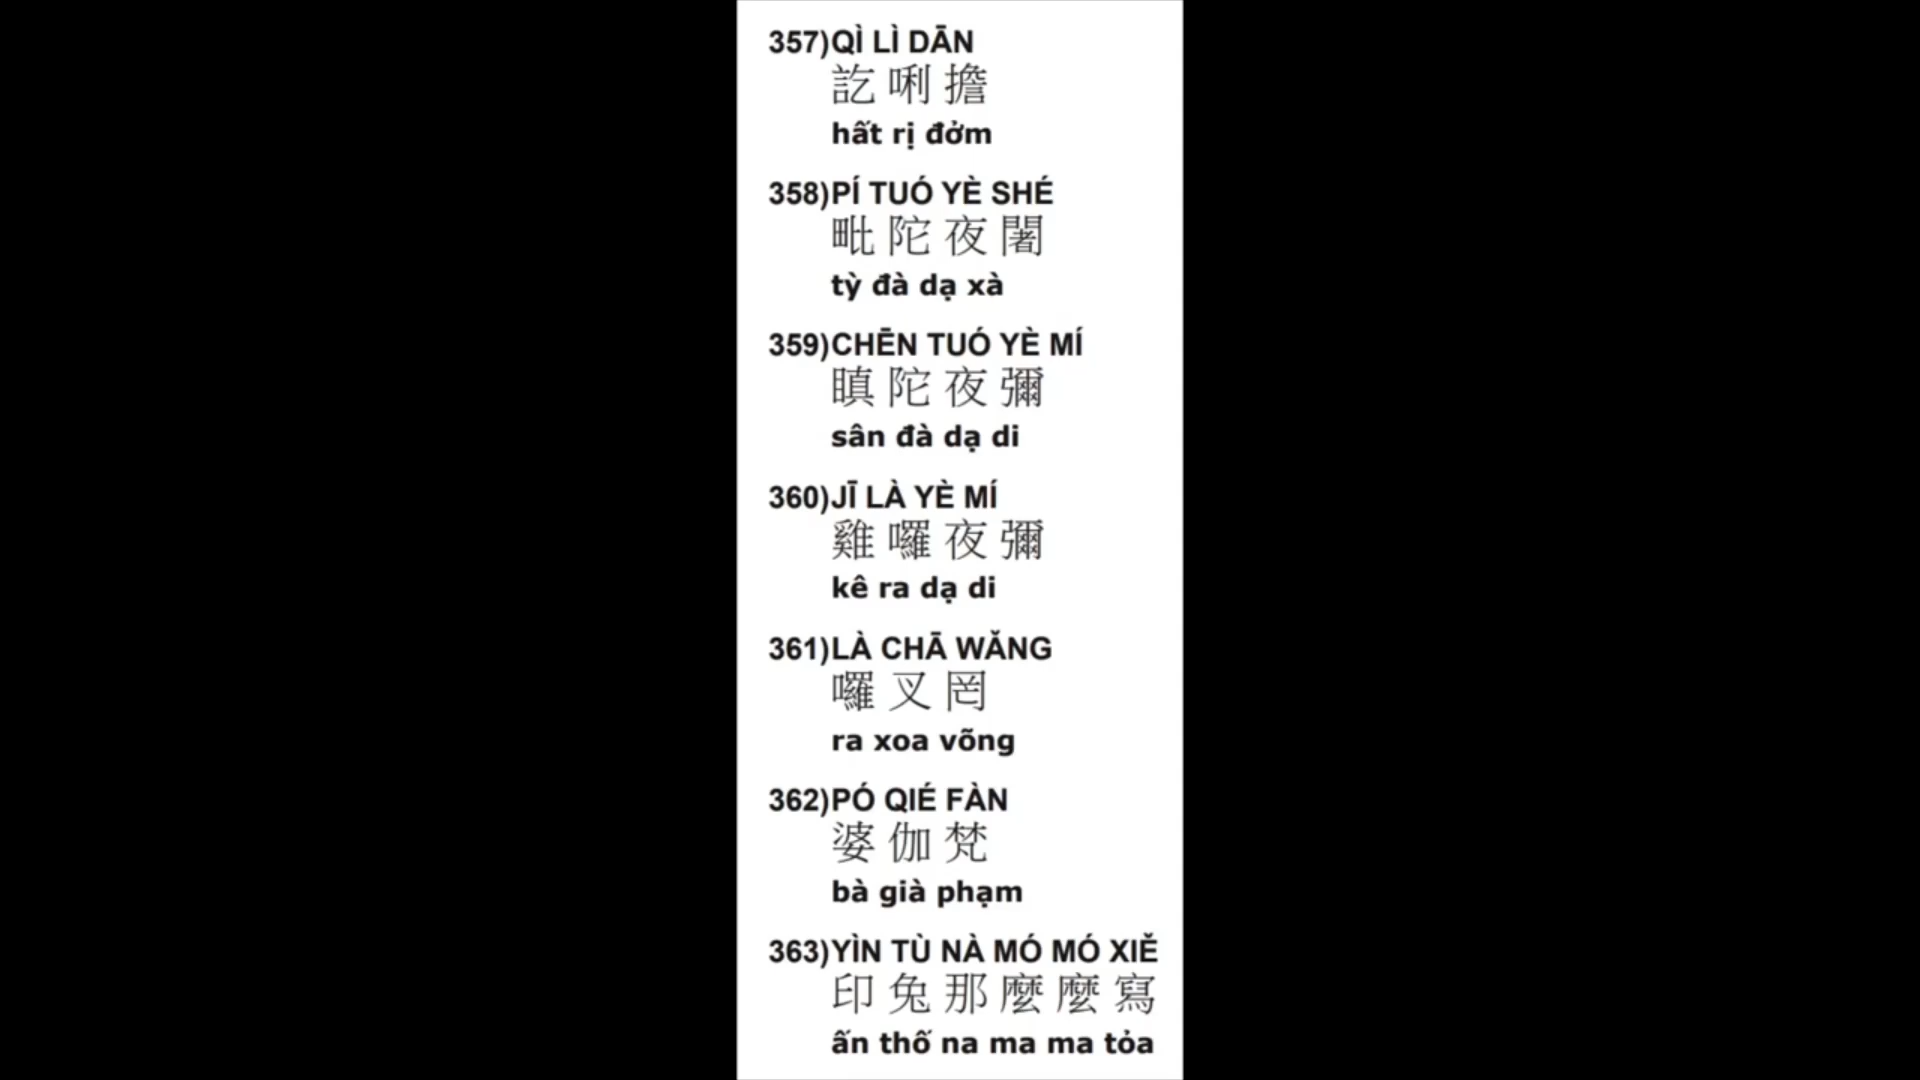 357)QÌ LÌ DĀN
訖 唎 擔
hất rị đởm
358)PÍ TUÓ YÈ SHÉ
毗 陀 夜 闍
tỳ đà dạ xà
359)CHĒN TUÓ YÈ MÍ
瞋 陀 夜 彌
sân đà dạ di
360)JĪ LÀ YÈ MÍ
雞 囉 夜 彌
kê ra dạ di
361)LÀ CHĀ WǍNG
囉 叉 罔
ra xoa võng
362)PÓ QIÉ FÀN
婆 伽 梵
bà già phạm
363)YÌN TÙ NÀ MÓ MÓ XIĚ
印 兔 那 麼 麼 寫
ấn thố na ma ma tỏa